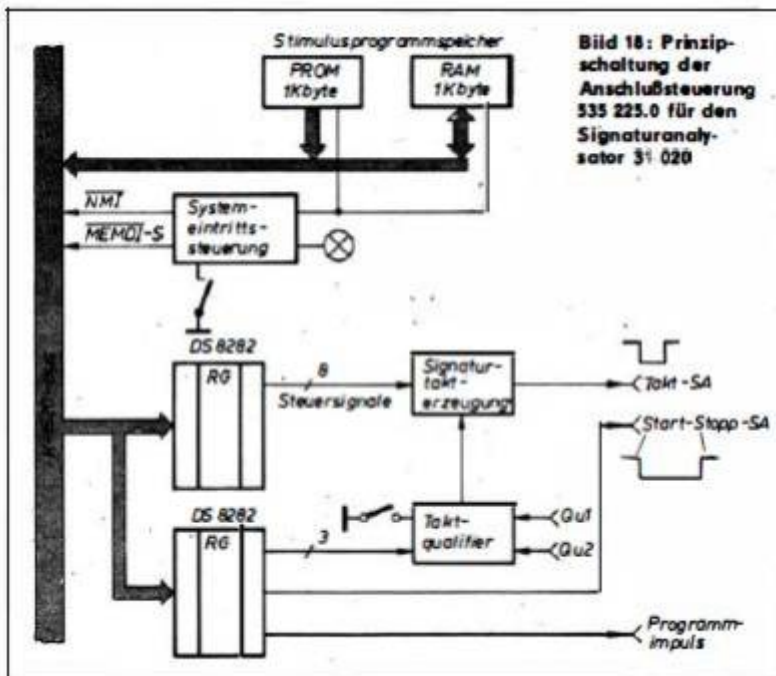 Stimulusprogrammspeicher
PROM
1Kbyte
RAM
1Kbyte
Bild 18: Prinzip-
schaltung der
Anschlußsteuerung
535 225.0 für den
Signaturanaly-
sator 31 020
NMI
MEMDI-S
System-
eintritts-
steuerung
DS 8282
RG
8
Steuersignale
Signatur-
takt-
erzeugung
Takt-SA
Start-Stopp-SA
DS 8282
RG
3
Takt-
qualifier
Qu1
Qu2
Programm-
impuls